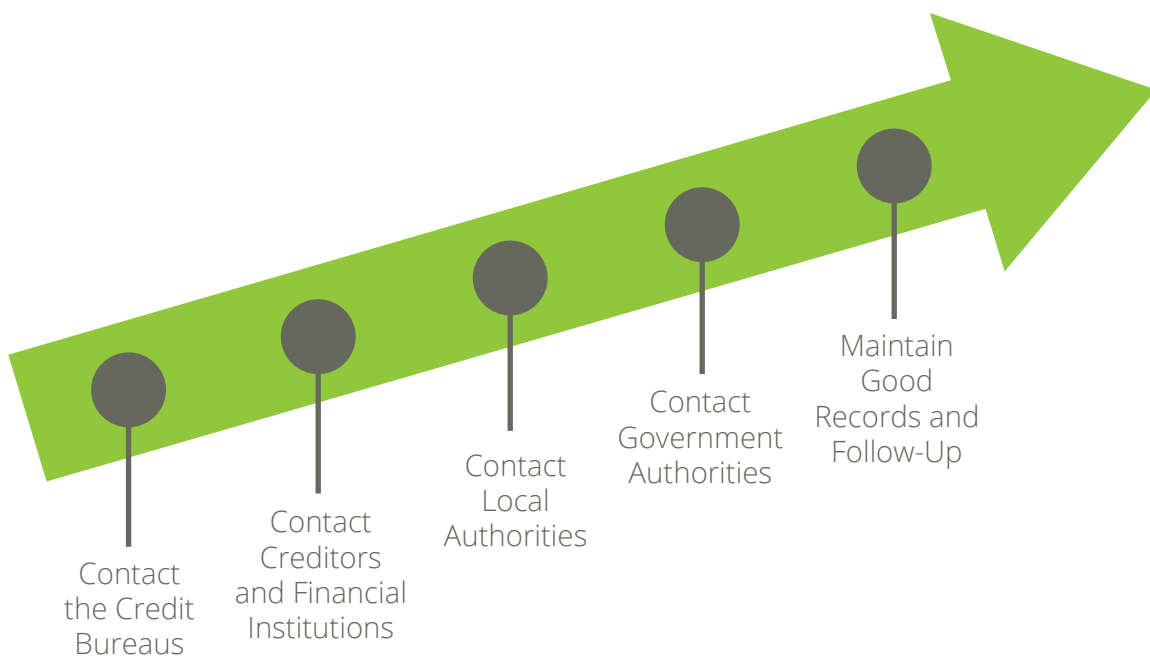 Contact
the Credit
Bureaus
Contact
Creditors
and Financial
Institutions
Contact
Local
Authorities
Contact
Government
Authorities
Maintain
Good
Records and
Follow-Up